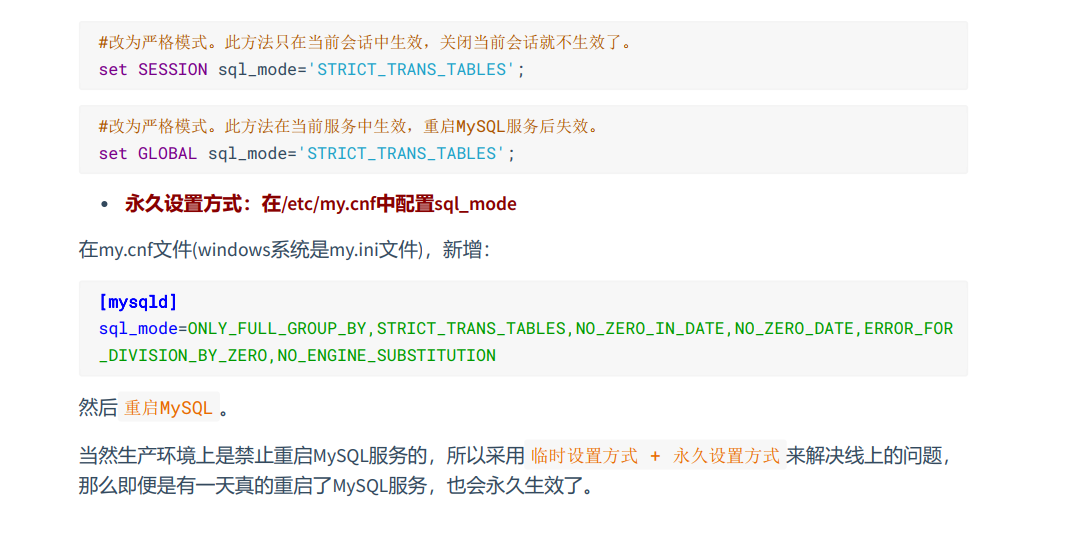 #改为严格模式。此方法只在当前会话中生效，关闭当前会话就不生效了。
set SESSION sql_mode='STRICT_TRANS_TABLES';
#改为严格模式。此方法在当前服务中生效，重启MySQL服务后失效。
set GLOBAL sql_mode='STRICT_TRANS_TABLES';
• 永久设置方式：在/etc/my.cnf中配置sql_mode
在my.cnf文件(windows系统是my.ini文件)，新增：
[mysqld]
sql_mode=ONLY_FULL_GROUP_BY,STRICT_TRANS_TABLES,NO_ZERO_IN_DATE,NO_ZERO_DATE,ERROR_FOR
_DIVISION_BY_ZERO,NO_ENGINE_SUBSTITUTION
然后 重启MySQL 。
当然生产环境上是禁止重启MySQL服务的，所以采用 临时设置方式 + 永久设置方式 来解决线上的问题，
那么即便是有一天真的重启了MySQL服务，也会永久生效了。